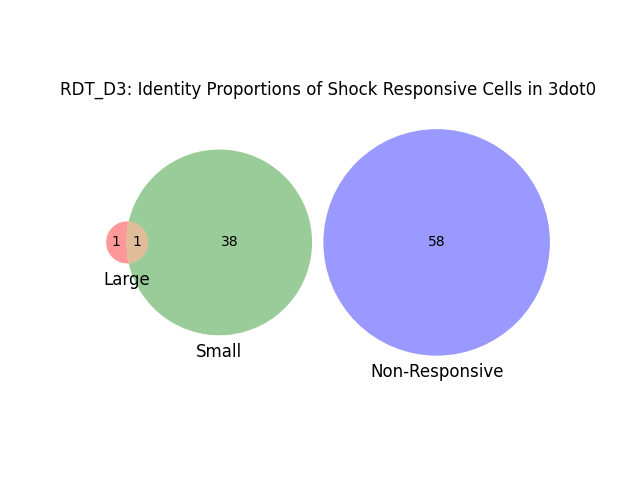 RDT_D3: Identity Proportions of Shock Responsive Cells in 3dot0
1
1
38
58
Large
Small
Non-Responsive